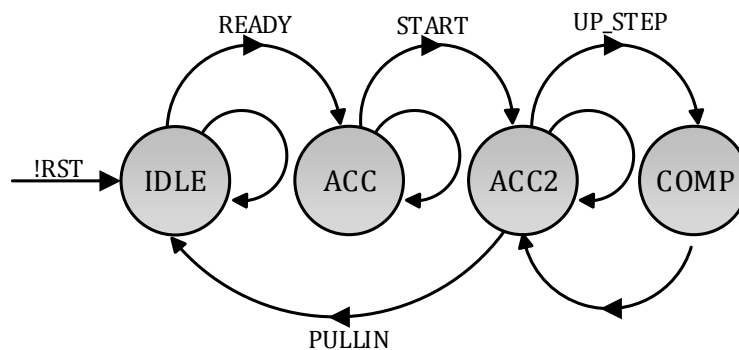 READY
START
UP_STEP
!RST
IDLE
ACC
ACC2
COMP
PULLIN